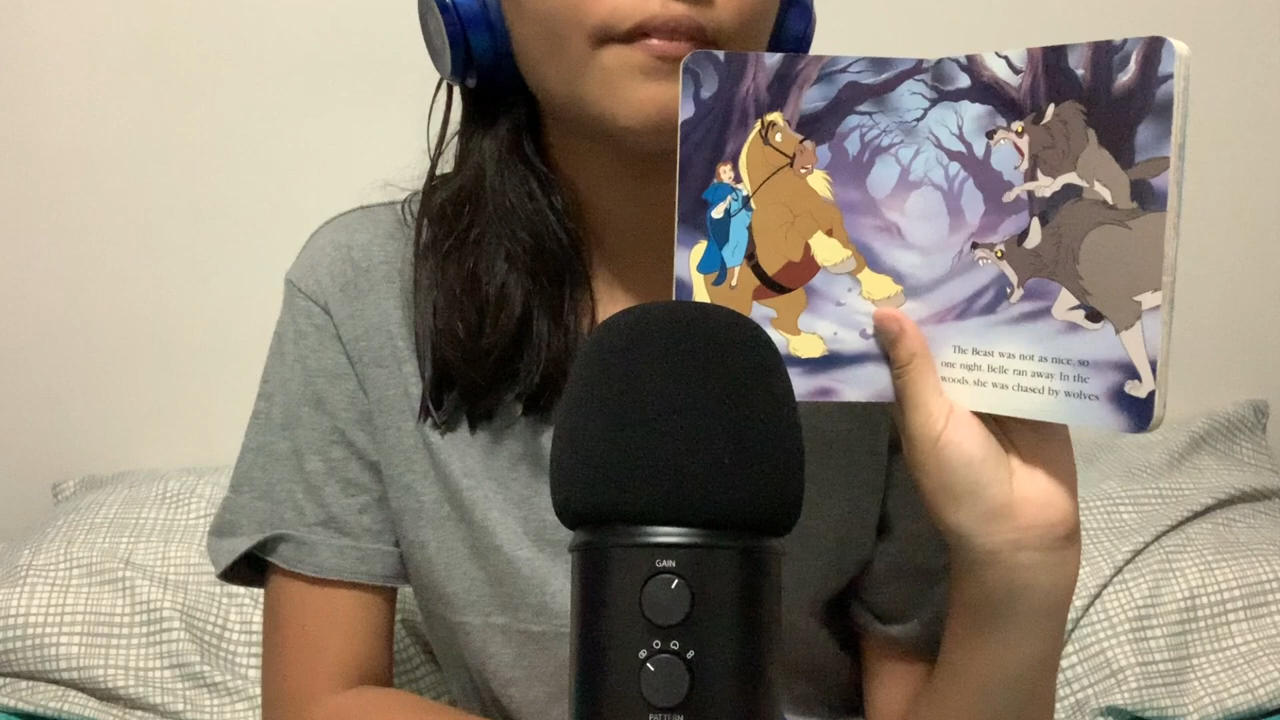 The Beast was not as nice, so
one night, Belle ran away. In the
woods, she was chased by wolves
GAIN
PATTERN